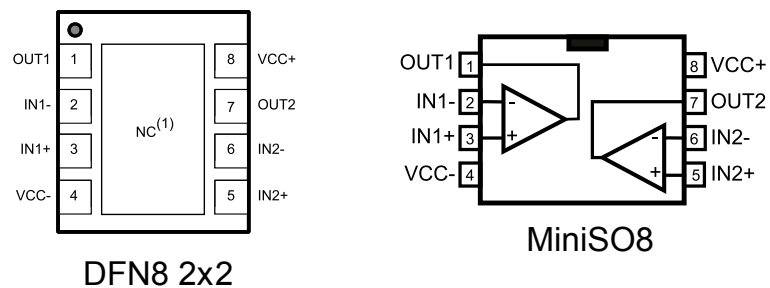 OUT1 1 8 VCC+
IN1- 2 7 OUT2
NC(1)
IN1+ 3 6 IN2-
VCC- 4 5 IN2+
DFN8 2x2
OUT1 1 8 VCC+
IN1- 2 - 7 OUT2
IN1+ 3 + - 6 IN2-
VCC- 4 + 5 IN2+
MiniSO8